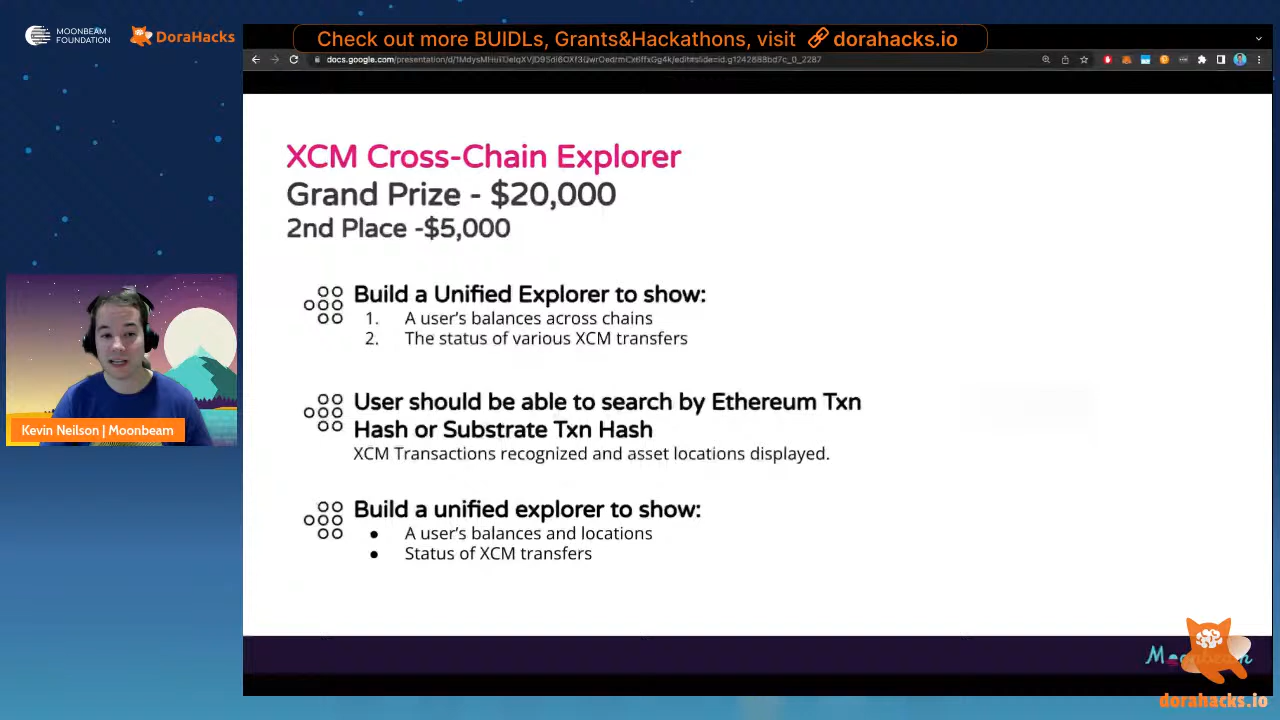 MOONBEAM
FOUNDATION
DoraHacks
Check out more BUIDLs, Grants&Hackathons, visit dorahacks.io
XCM Cross-Chain Explorer
Grand Prize - $20,000
2nd Place -$5,000
Build a Unified Explorer to show:
1. A user's balances across chains
2. The status of various XCM transfers
User should be able to search by Ethereum Txn
Hash or Substrate Txn Hash
XCM Transactions recognized and asset locations displayed.
Build a unified explorer to show:
● A user's balances and locations
● Status of XCM transfers
Kevin Neilson | Moonbeam
Moonbeam
dorahacks.io